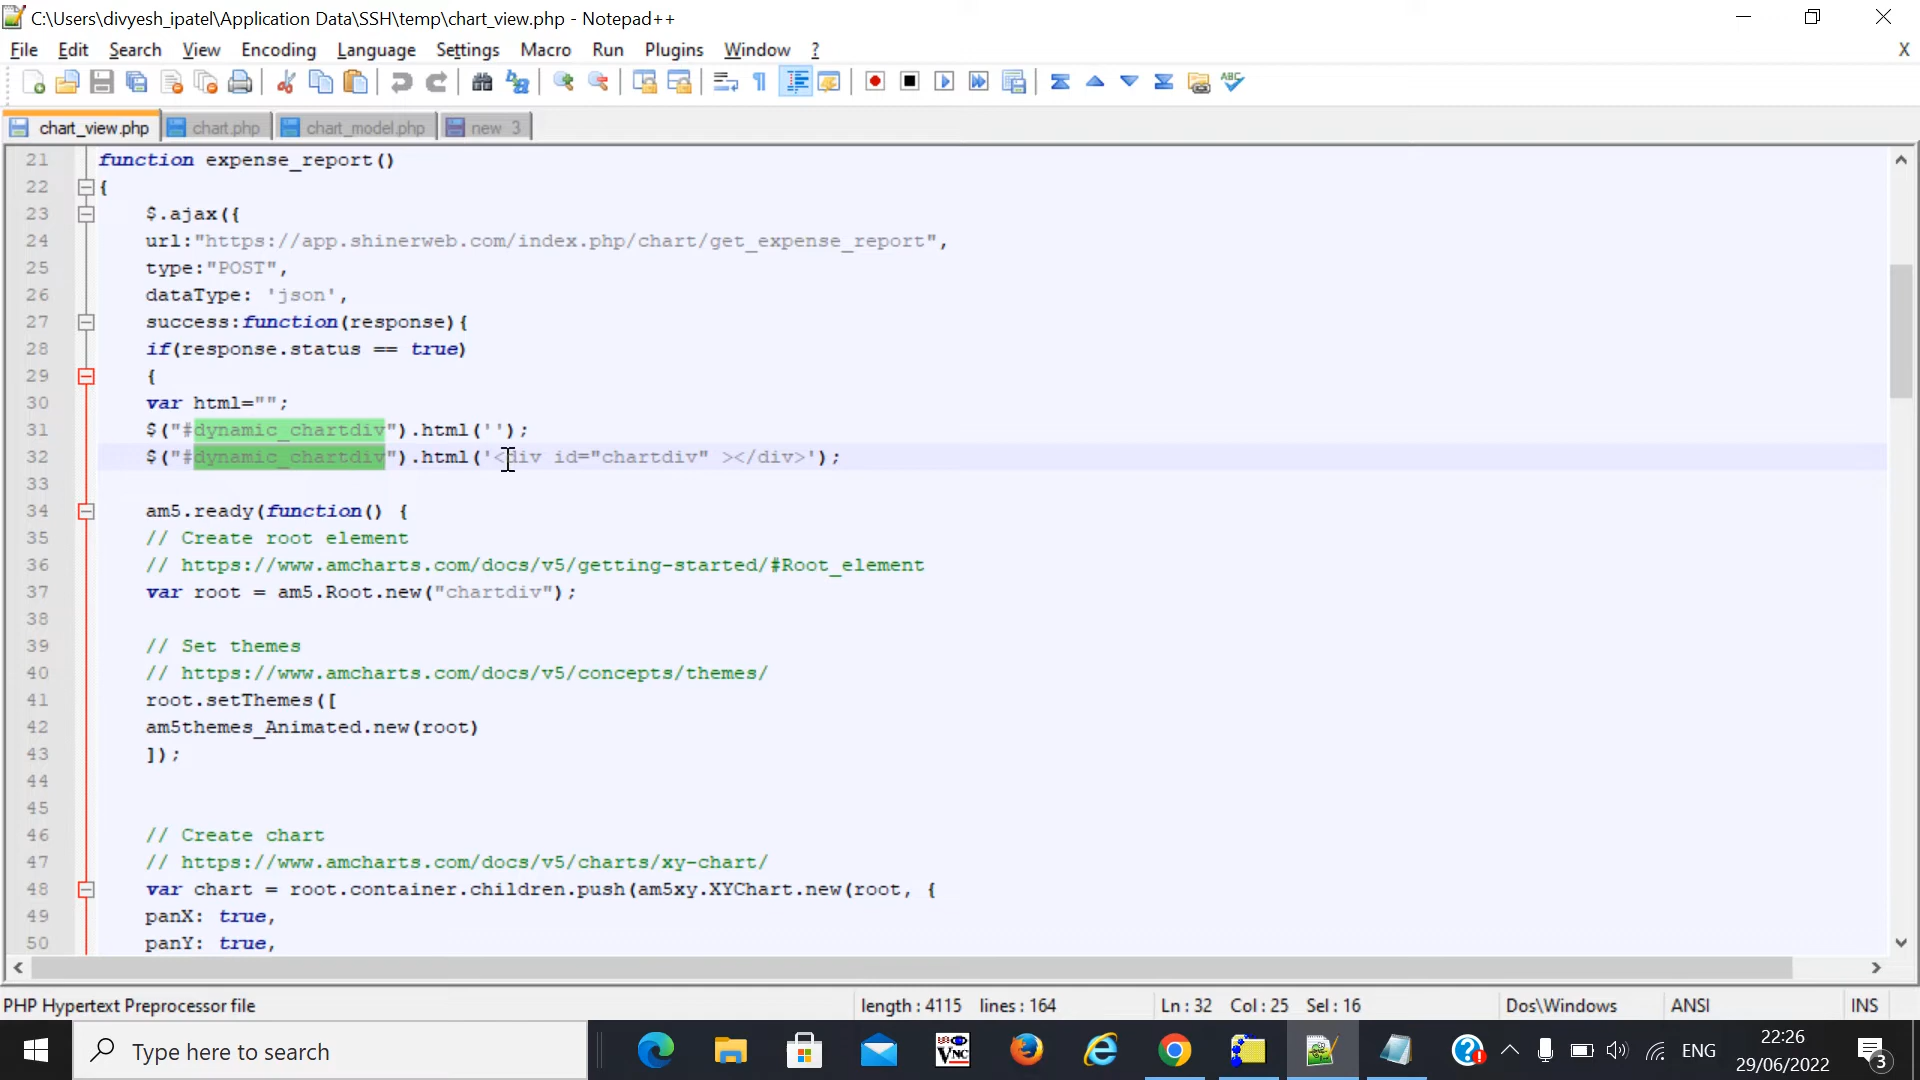 C:\Users\divyesh_ipatel\Application Data\SSH\temp\chart_view.php - Notepad++
File Edit Search View Encoding Language Settings Macro Run Plugins Window ? X
chart_view.php chart.php chart_model.php new 3
21 function expense_report()
22 {
23 $.ajax({
24 url:"https://app.shinerweb.com/index.php/chart/get_expense_report",
25 type:"POST",
26 dataType: 'json',
27 success:function(response){
28 if(response.status == true)
29 {
30 var html="";
31 $("#dynamic_chartdiv").html('');
32 $("#dynamic_chartdiv").html('<div id="chartdiv" ></div>');
33
34 am5.ready(function() {
35 // Create root element
36 // https://www.amcharts.com/docs/v5/getting-started/#Root_element
37 var root = am5.Root.new("chartdiv");
38
39 // Set themes
40 // https://www.amcharts.com/docs/v5/concepts/themes/
41 root.setThemes([
42 am5themes_Animated.new(root)
43 ]);
44
45
46 // Create chart
47 // https://www.amcharts.com/docs/v5/charts/xy-chart/
48 var chart = root.container.children.push(am5xy.XYChart.new(root, {
49 panX: true,
50 panY: true,
PHP Hypertext Preprocessor file length : 4115 lines : 164 Ln : 32 Col : 25 Sel : 16 Dos\Windows ANSI INS
Type here to search VNC ENG 22:26
29/06/2022 3